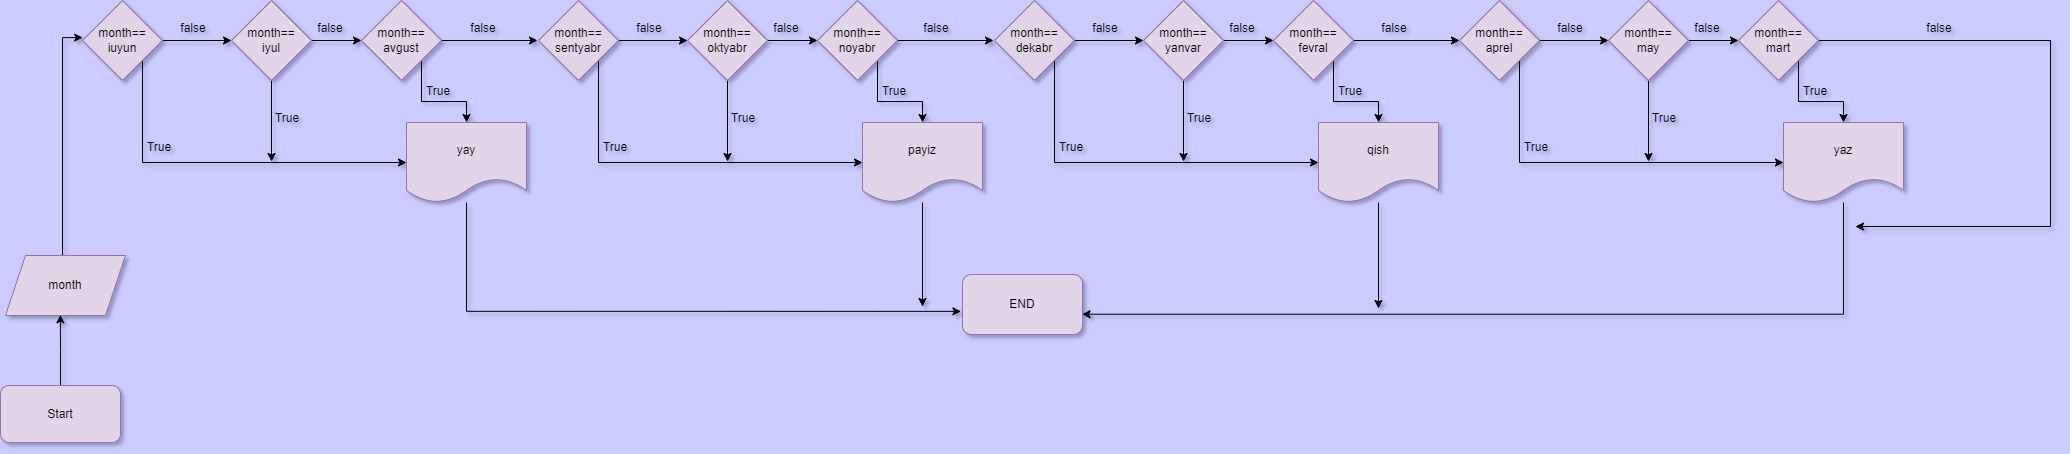 month==
iuyun
false
month==
iyul
false
month==
avgust
false
month==
sentyabr
false
month==
oktyabr
false
month==
noyabr
false
month==
dekabr
false
month==
yanvar
false
month==
fevral
false
month==
aprel
false
month==
may
false
month==
mart
false
True
True
True
True
True
True
True
True
True
True
True
True
yay
payiz
qish
yaz
month
END
Start